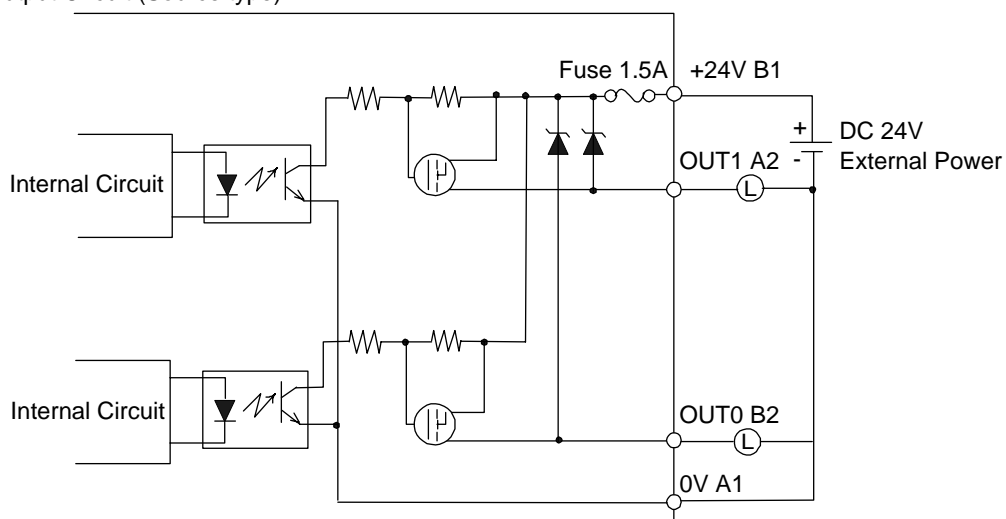 Fuse 1.5A
+24V B1
+
DC 24V
-
External Power
OUT1 A2
L
Internal Circuit
Internal Circuit
OUT0 B2
L
0V A1